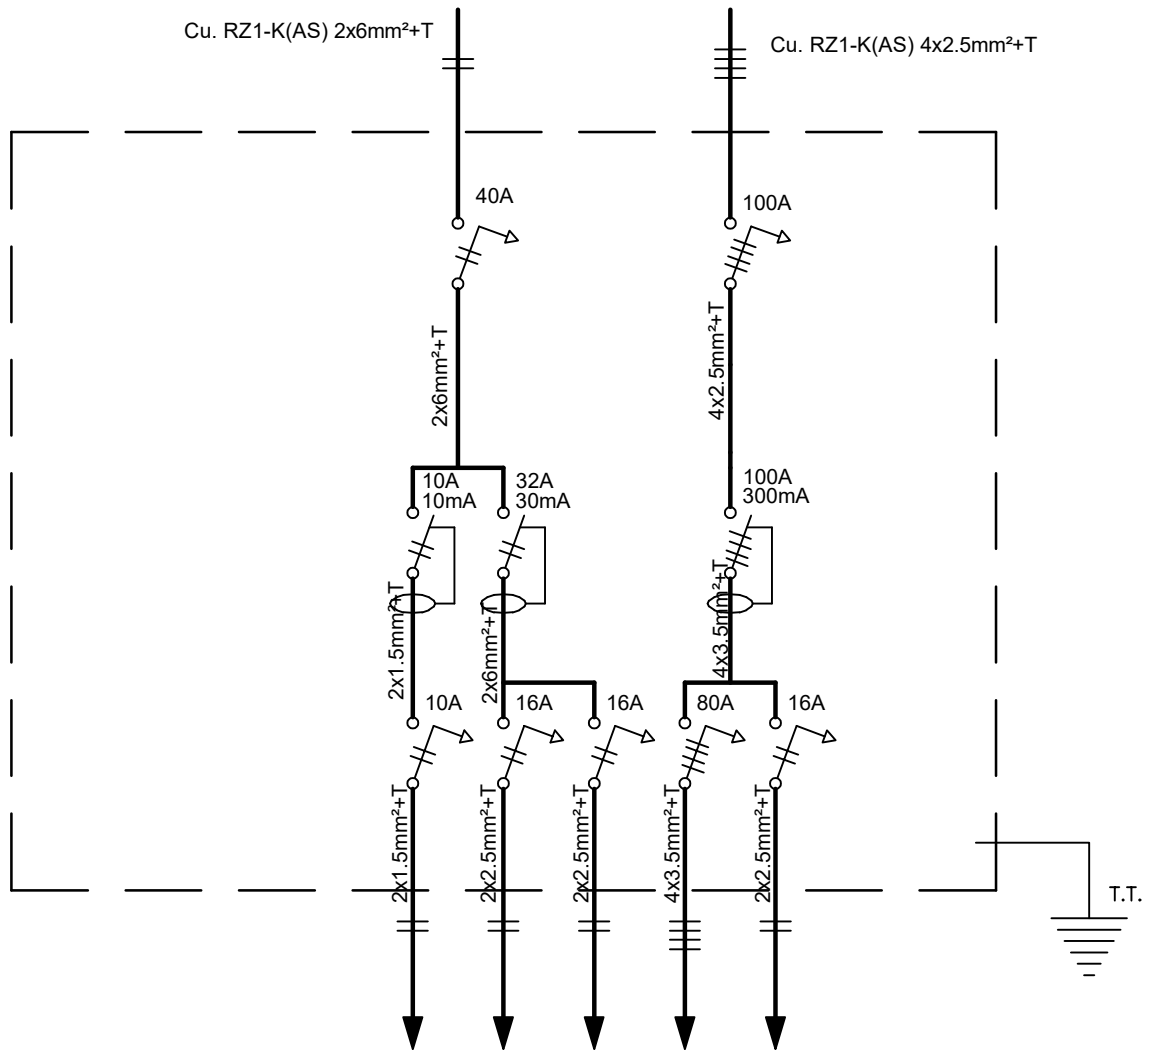 Cu. RZ1-K(AS) 2x6mm²+T
Cu. RZ1-K(AS) 4x2.5mm²+T
40A
100A
2x6mm²+T
4x2.5mm²+T
10A
10mA
32A
30mA
100A
300mA
2x1.5mm²+T
2x6mm²+T
4x3.5mm²+T
10A
16A
16A
80A
16A
2x1.5mm²+T
2x2.5mm²+T
2x2.5mm²+T
4x3.5mm²+T
2x2.5mm²+T
T.T.